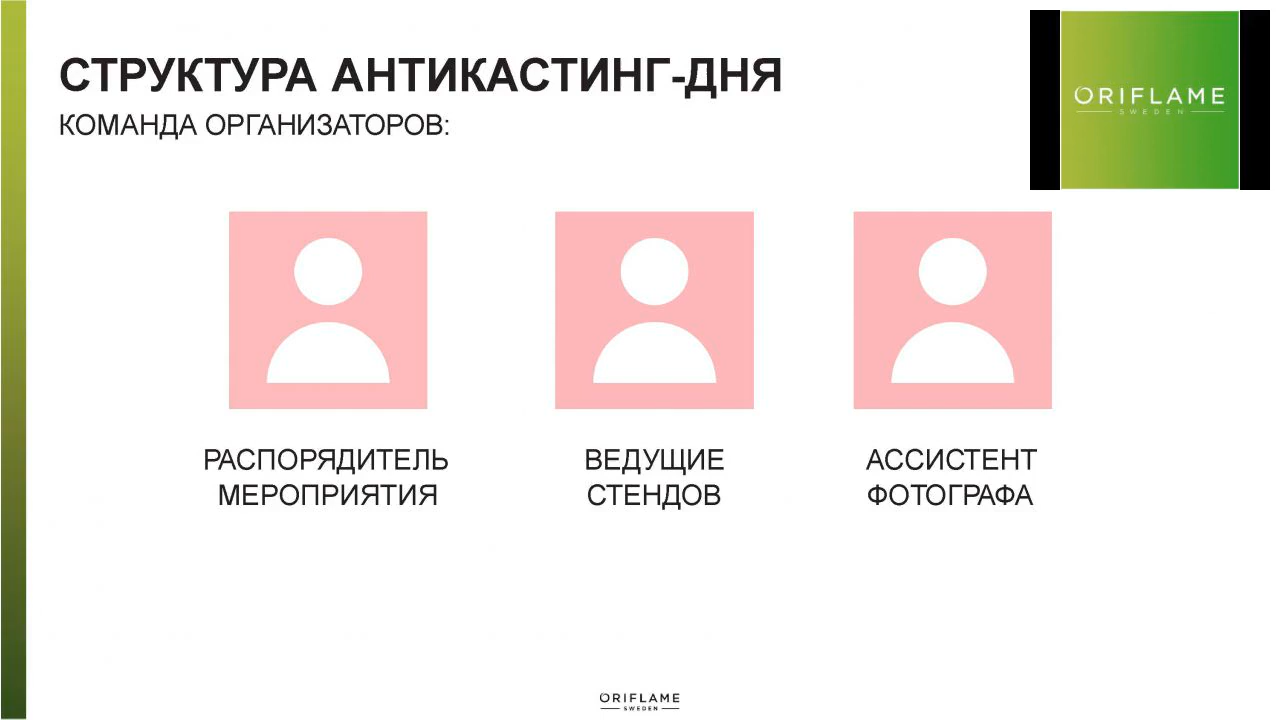 СТРУКТУРА АНТИКАСТИНГ-ДНЯ
КОМАНДА ОРГАНИЗАТОРОВ:
ORIFLAME
SWEDEN
РАСПОРЯДИТЕЛЬ
МЕРОПРИЯТИЯ
ВЕДУЩИЕ
СТЕНДОВ
АССИСТЕНТ
ФОТОГРАФА
ORIFLAME
SWEDEN